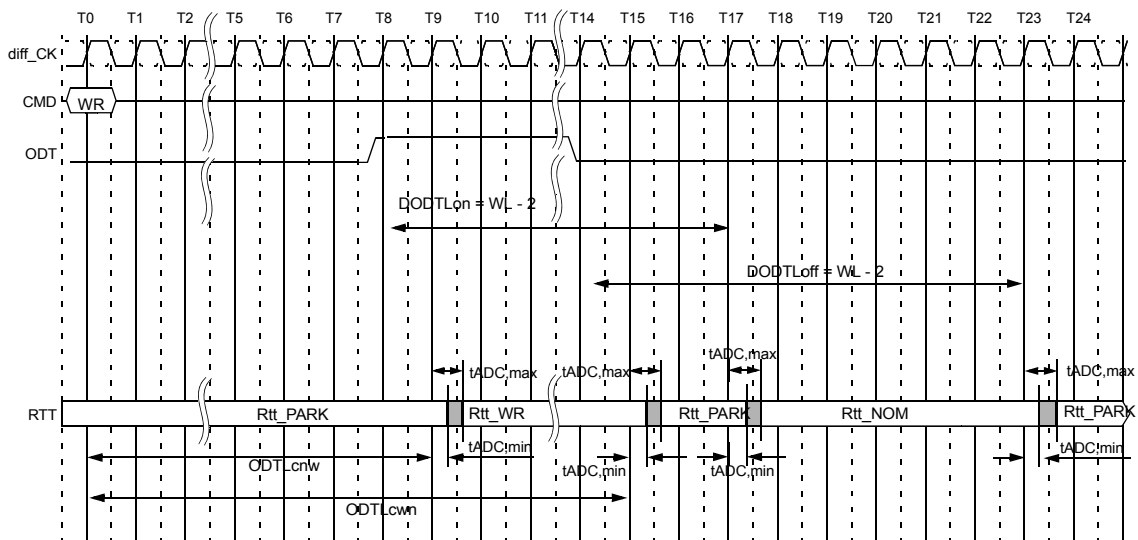 T0 T1 T2 T5 T6 T7 T8 T9 T10 T11 T14 T15 T16 T17 T18 T19 T20 T21 T22 T23 T24
diff_CK
CMD WR
ODT
DODTLon = WL - 2
DODTLoff = WL - 2
tADC,max
tADC,max tADC,max tADC,max
RTT Rtt_PARK Rtt_WR Rtt_PARK Rtt_NOM Rtt_PARK
tADC,min tADC,min
ODTLcnw tADC,min tADC,min
ODTLcwn